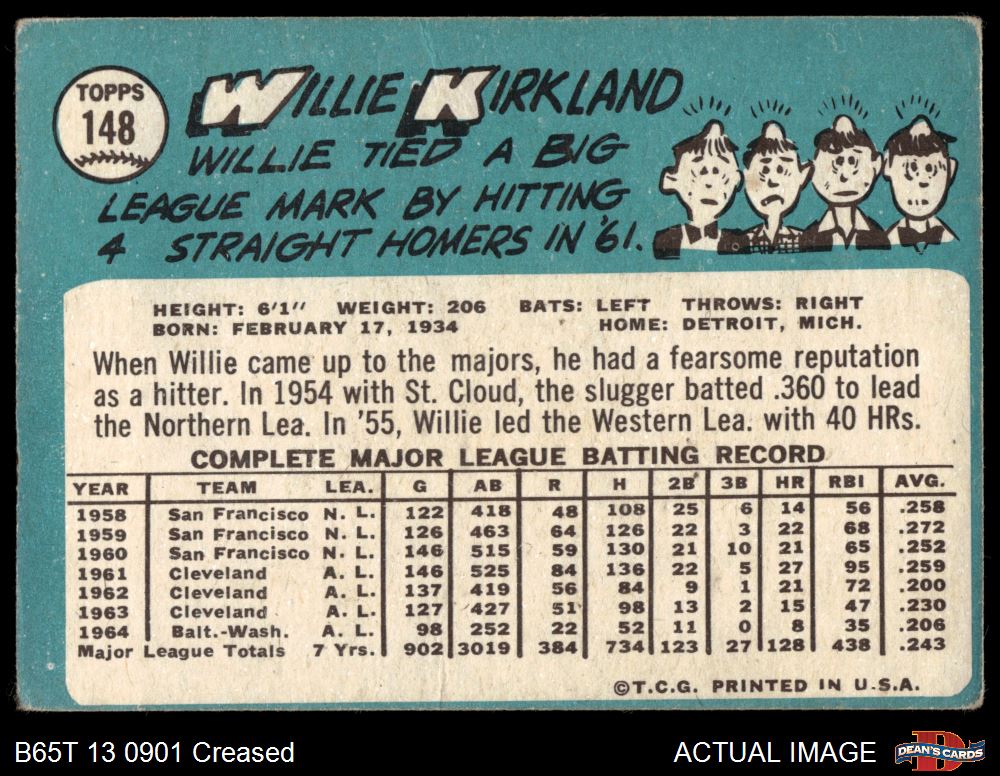 TOPPS
148
WILLIE KIRKLAND
WILLIE TIED A BIG
LEAGUE MARK BY HITTING
4 STRAIGHT HOMERS IN '61.
HEIGHT: 6'1" WEIGHT: 206 BATS: LEFT THROWS: RIGHT
BORN: FEBRUARY 17, 1934 HOME: DETROIT, MICH.
When Willie came up to the majors, he had a fearsome reputation
as a hitter. In 1954 with St. Cloud, the slugger batted .360 to lead
the Northern Lea. In '55, Willie led the Western Lea. with 40 HRs.
COMPLETE MAJOR LEAGUE BATTING RECORD
YEAR TEAM LEA. G AB R H 2B 3B HR RBI AVG.
1958 San Francisco N. L. 122 418 48 108 25 6 14 56 .258
1959 San Francisco N. L. 126 463 64 126 22 3 22 68 .272
1960 San Francisco N. L. 146 515 59 130 21 10 21 65 .252
1961 Cleveland A. L. 146 525 84 136 22 5 27 95 .259
1962 Cleveland A. L. 137 419 56 84 9 1 21 72 .200
1963 Cleveland A. L. 127 427 51 98 13 2 15 47 .230
1964 Balt.-Wash. A. L. 98 252 22 52 11 0 8 35 .206
Major League Totals 7 Yrs. 902 3019 384 734 123 27 128 438 .243
©T.C.G. PRINTED IN U.S.A.
B65T 13 0901 Creased ACTUAL IMAGE DEAN'S CARDS